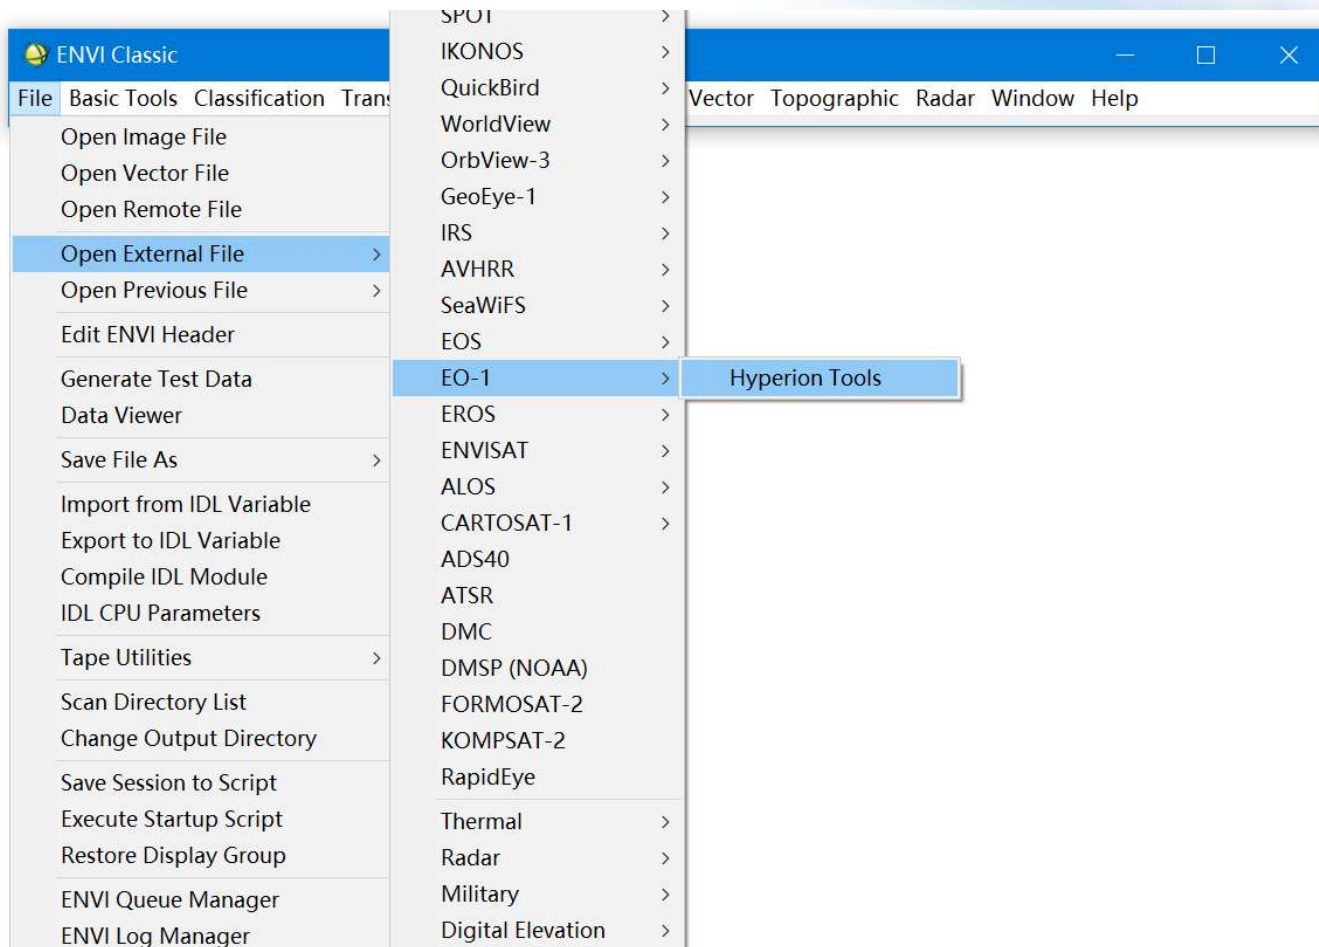 ENVI Classic
File Basic Tools Classification Trans Vector Topographic Radar Window Help
Open Image File
Open Vector File
Open Remote File
Open External File >
Open Previous File >
Edit ENVI Header
Generate Test Data
Data Viewer
Save File As >
Import from IDL Variable
Export to IDL Variable
Compile IDL Module
IDL CPU Parameters
Tape Utilities >
Scan Directory List
Change Output Directory
Save Session to Script
Execute Startup Script
Restore Display Group
ENVI Queue Manager
ENVI Log Manager
SPOT >
IKONOS >
QuickBird >
WorldView >
OrbView-3 >
GeoEye-1 >
IRS >
AVHRR >
SeaWiFS >
EOS >
EO-1 >
EROS >
ENVISAT >
ALOS >
CARTOSAT-1 >
ADS40
ATSR
DMC
DMSP (NOAA)
FORMOSAT-2
KOMPSAT-2
RapidEye
Thermal >
Radar >
Military >
Digital Elevation >
Hyperion Tools